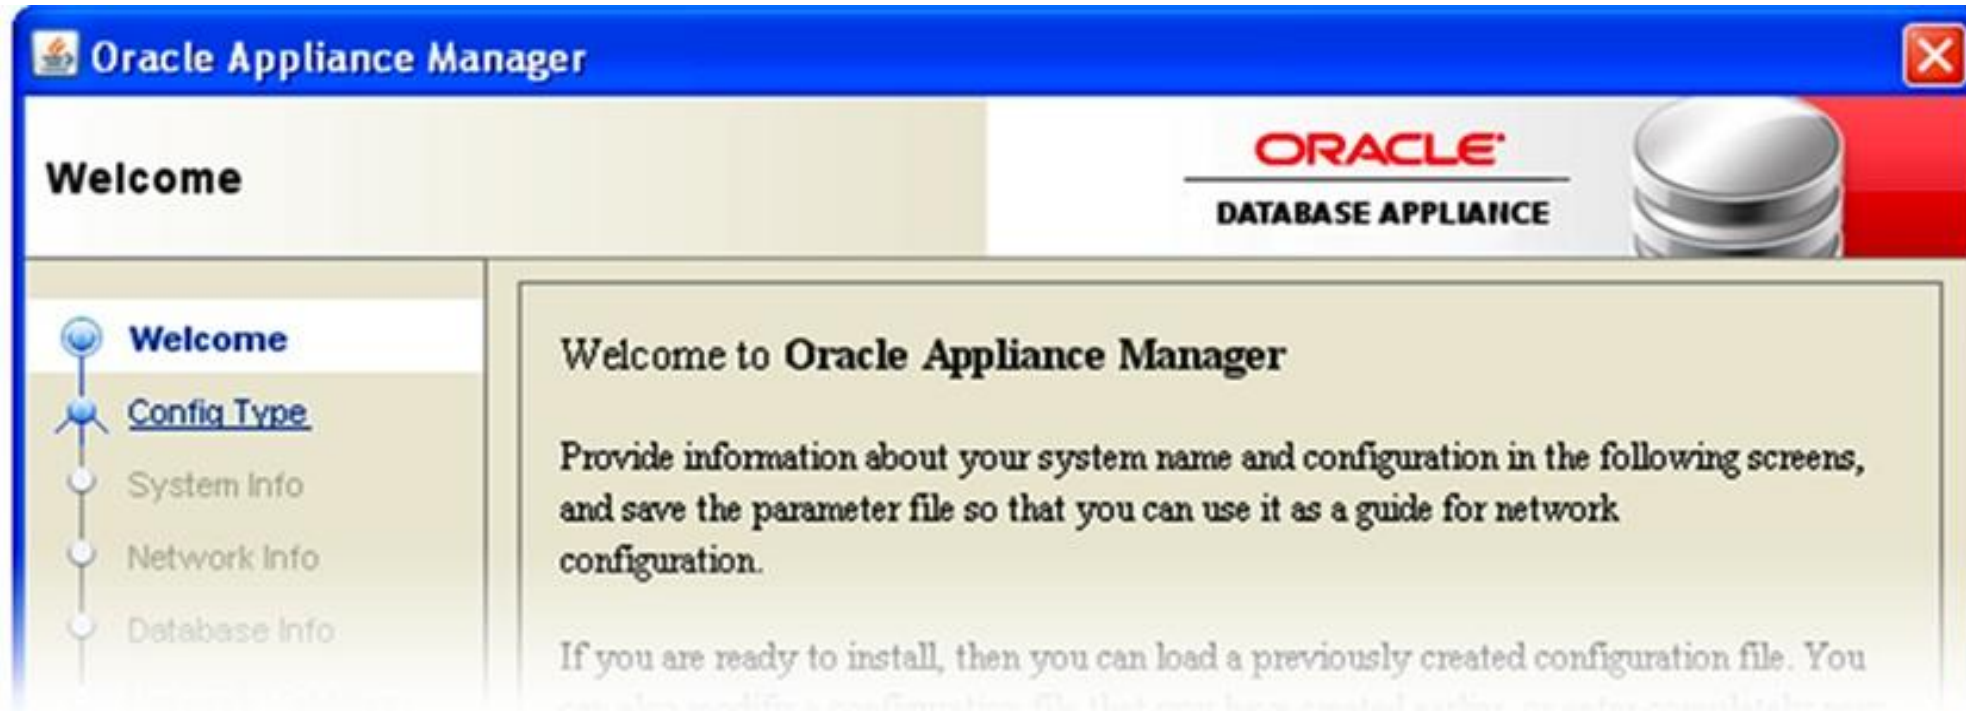 Oracle Appliance Manager
Welcome
ORACLE
DATABASE APPLIANCE
Welcome
Config Type
System Info
Network Info
Database Info
Welcome to Oracle Appliance Manager
Provide information about your system name and configuration in the following screens,
and save the parameter file so that you can use it as a guide for network
configuration.
If you are ready to install, then you can load a previously created configuration file. You